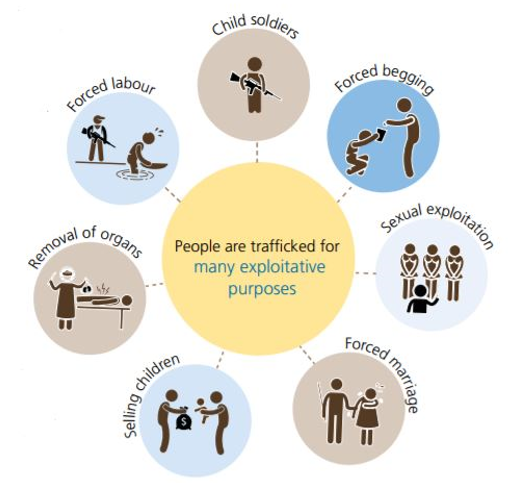 Child soldiers
Forced begging
Sexual exploitation
Forced marriage
Selling children
$
Removal of organs
Forced labour
People are trafficked for
many exploitative
purposes